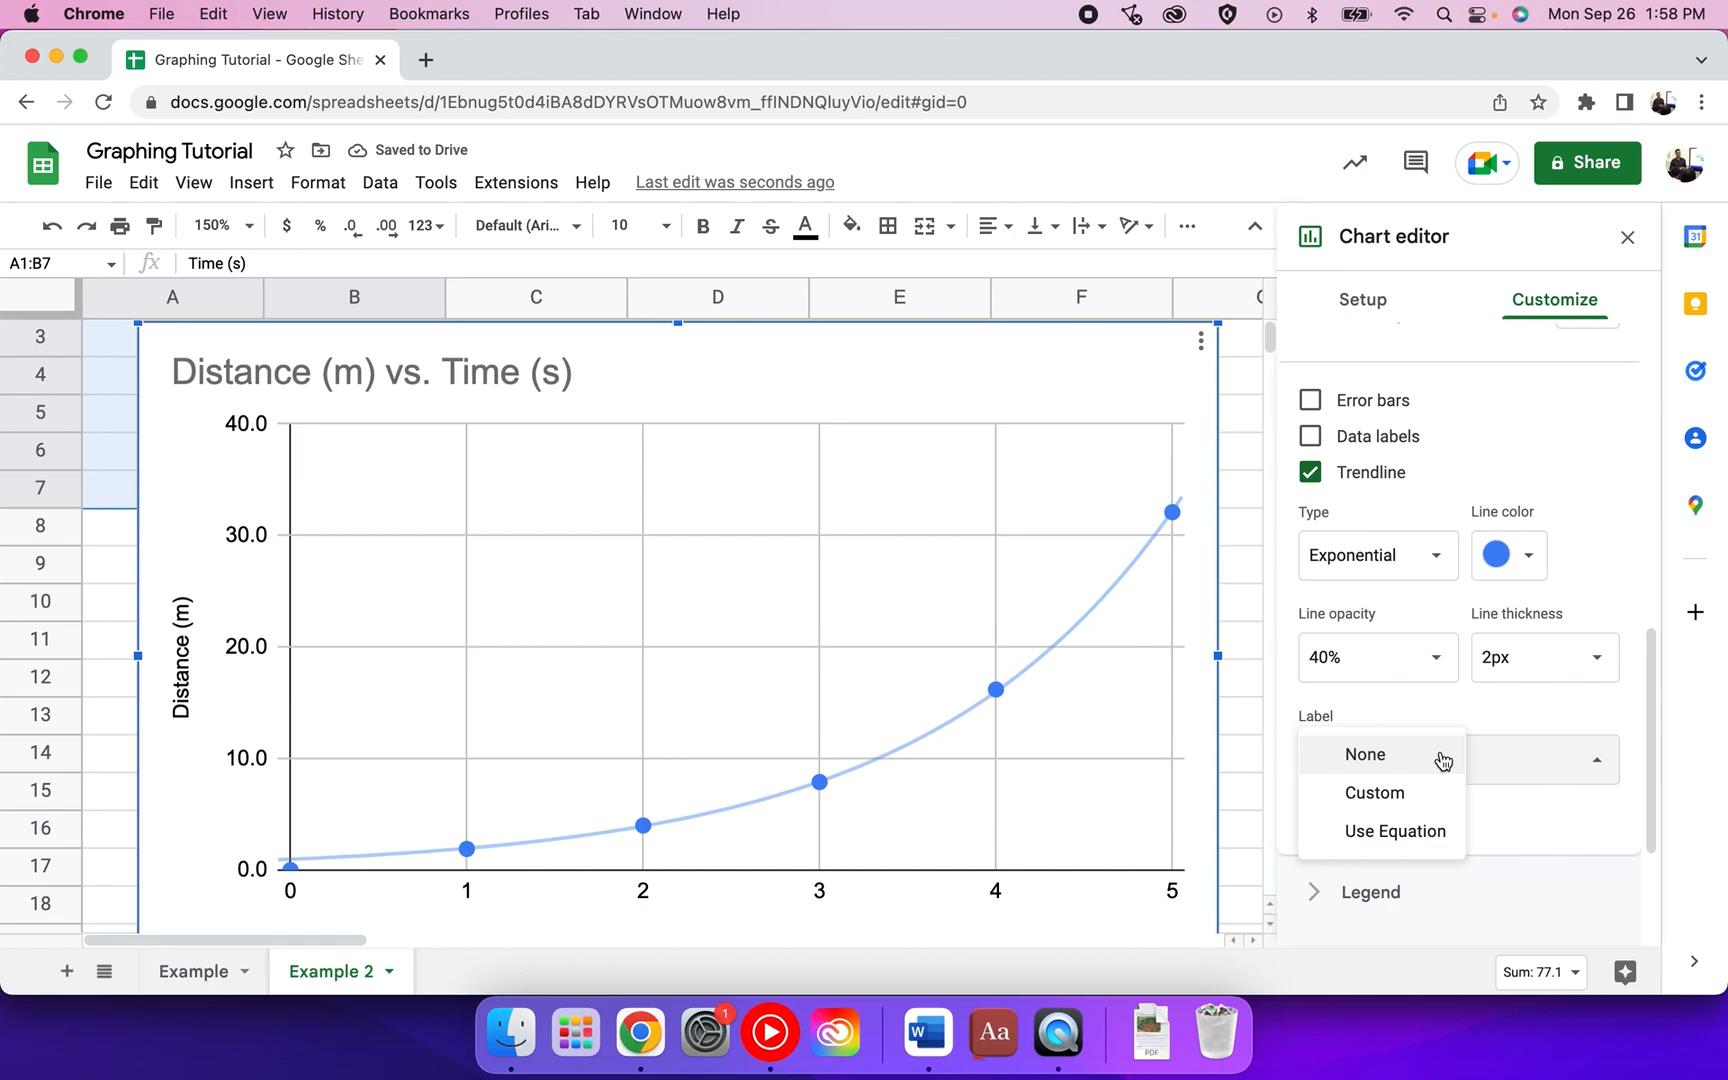 Chrome File Edit View History Bookmarks Profiles Tab Window Help Mon Sep 26 1:58 PM
Graphing Tutorial - Google She
docs.google.com/spreadsheets/d/1Ebnug5t0d4iBA8dDYRVsOTMuow8vm_ffINDNQluyVio/edit#gid=0
Graphing Tutorial Saved to Drive
Share
File Edit View Insert Format Data Tools Extensions Help Last edit was seconds ago
150% $ % .0 .00 123 Default (Ari... 10 B I S A
A1:B7 fx Time (s)
A B C D E F
3
4
5
6
7
8
9
10
11
12
13
14
15
16
17
18
Distance (m) vs. Time (s)
40.0
30.0
20.0
10.0
0.0
Distance (m)
0 1 2 3 4 5
Chart editor
Setup Customize
Error bars
Data labels
Trendline
Type Line color
Exponential
Line opacity Line thickness
40% 2px
Label
None
Custom
Use Equation
Legend
31
Example Example 2 Sum: 77.1
1
W
Aa
PDF